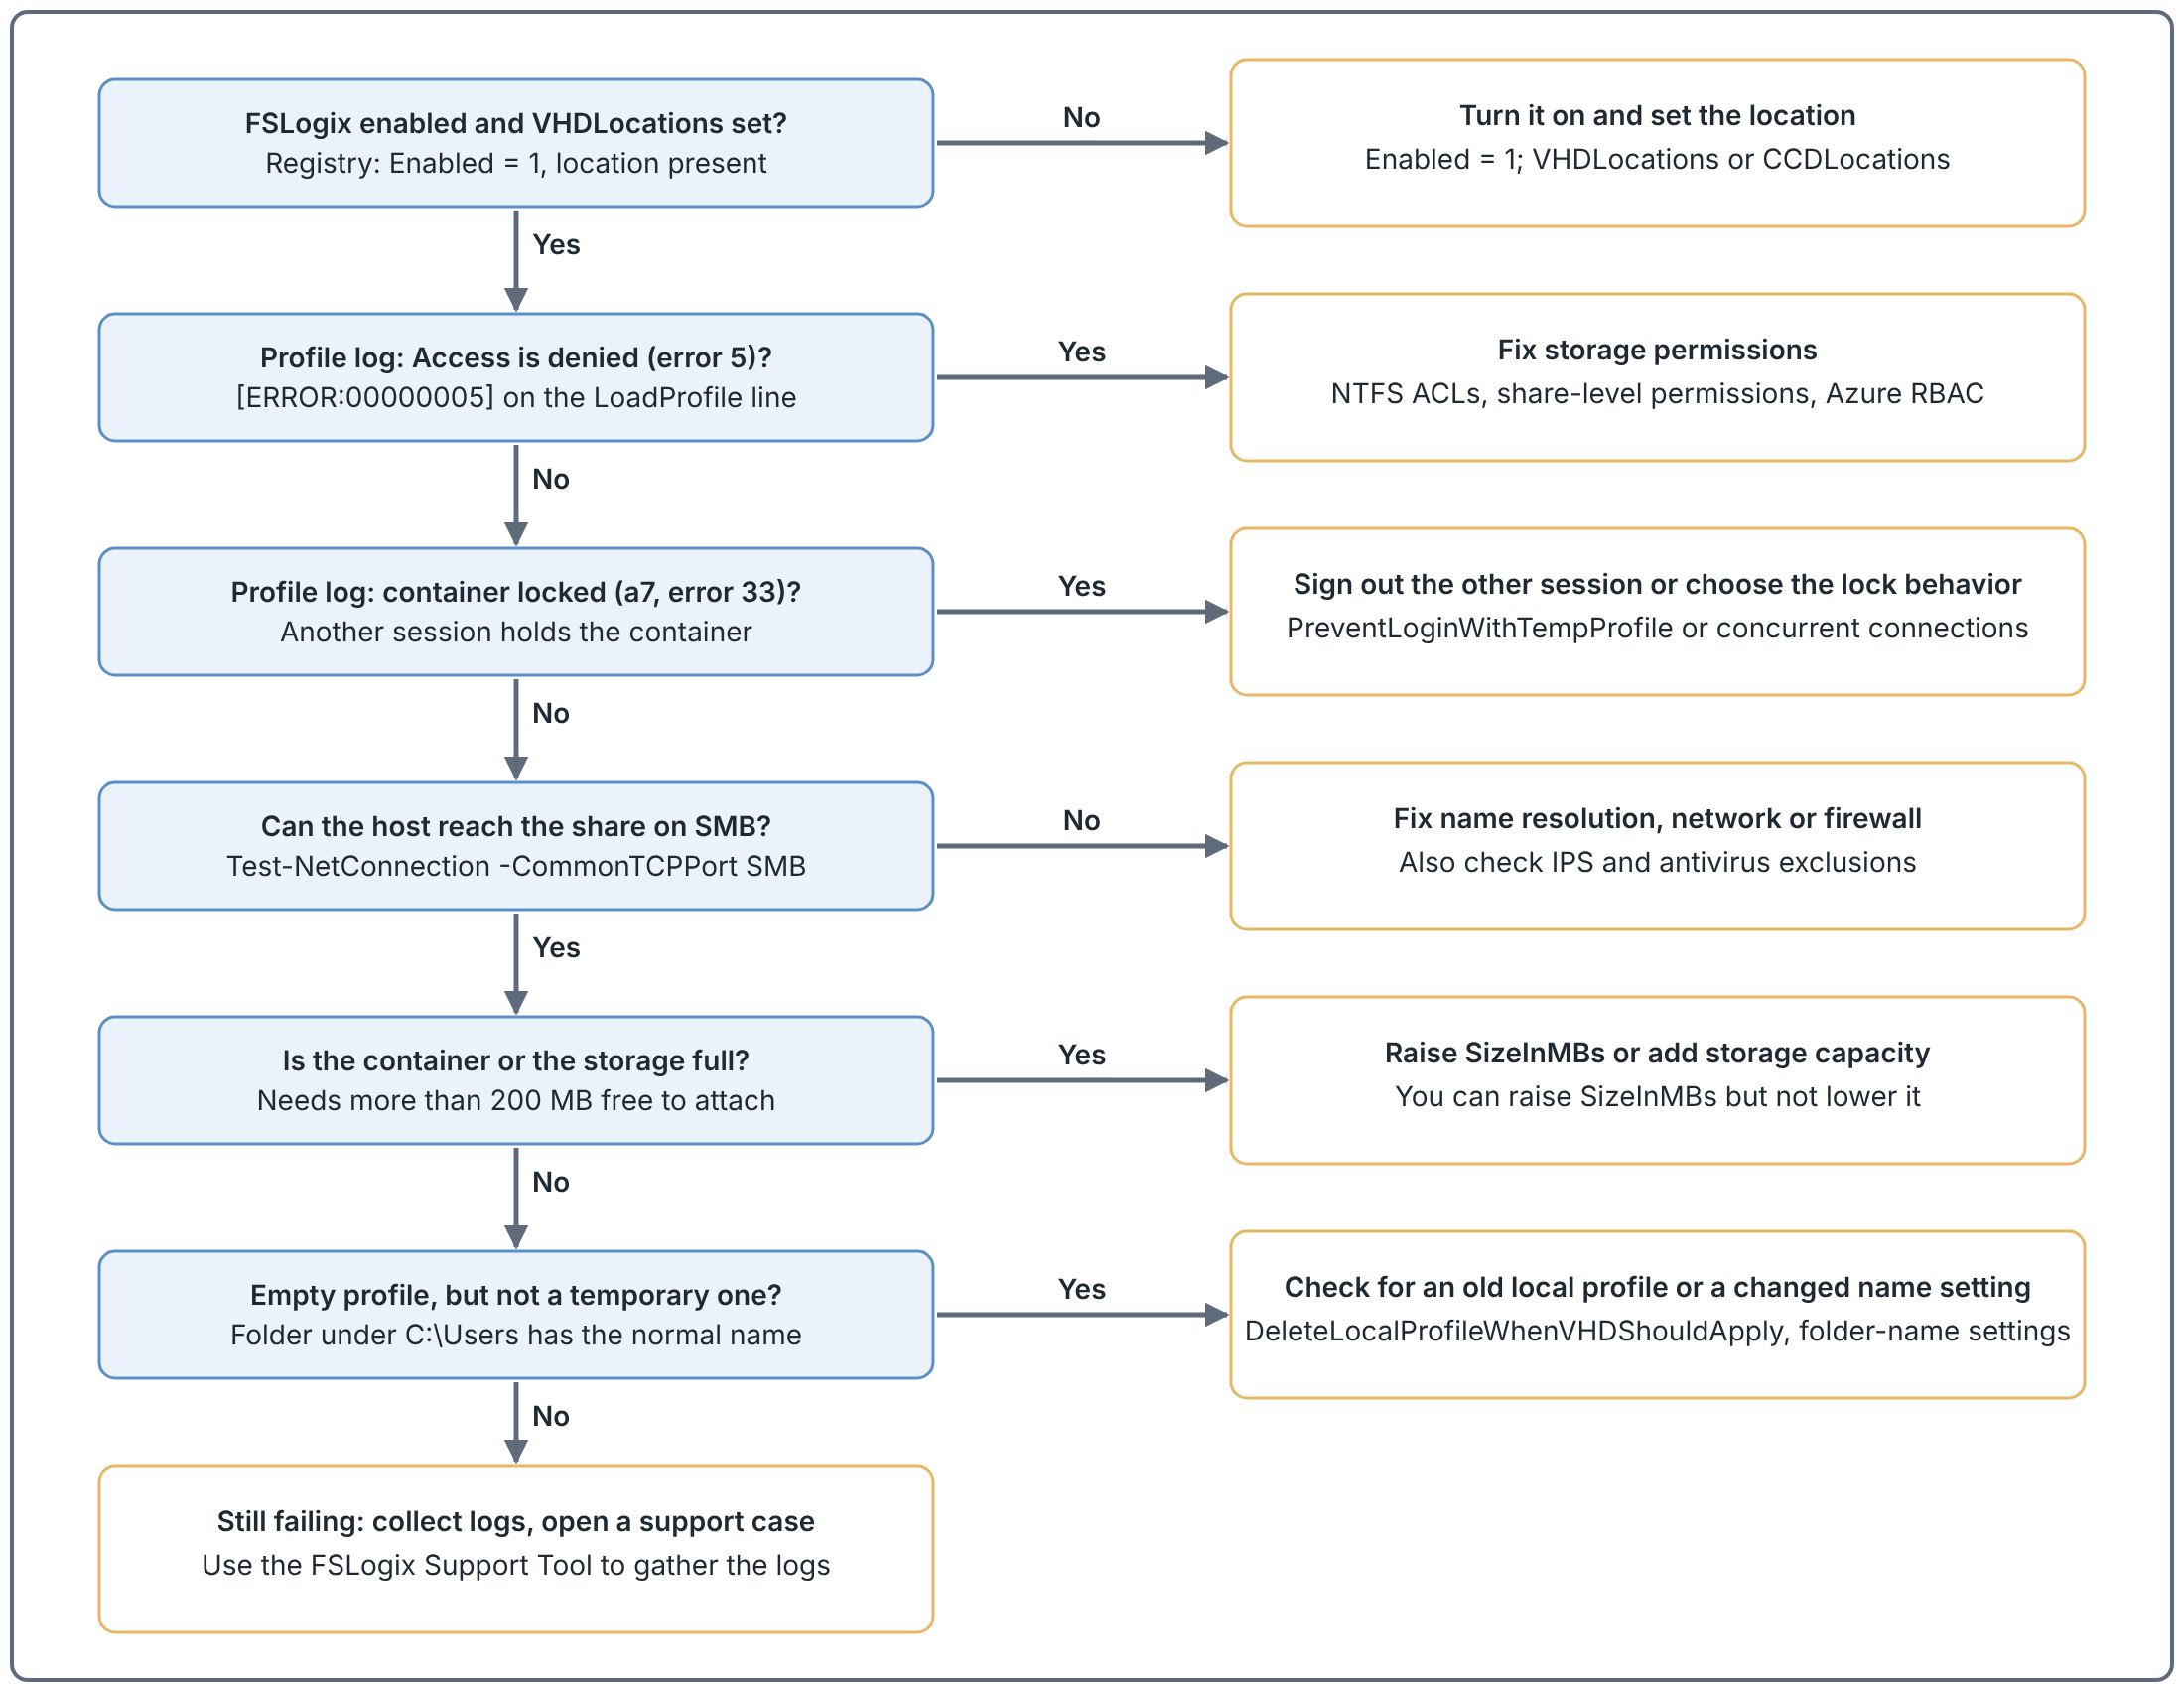 FSLogix enabled and VHDLocations set?
Registry: Enabled = 1, location present
No
Turn it on and set the location
Enabled = 1; VHDLocations or CCDLocations
Yes
Profile log: Access is denied (error 5)?
[ERROR:00000005] on the LoadProfile line
Yes
Fix storage permissions
NTFS ACLs, share-level permissions, Azure RBAC
No
Profile log: container locked (a7, error 33)?
Another session holds the container
Yes
Sign out the other session or choose the lock behavior
PreventLoginWithTempProfile or concurrent connections
No
Can the host reach the share on SMB?
Test-NetConnection -CommonTCPPort SMB
No
Fix name resolution, network or firewall
Also check IPS and antivirus exclusions
Yes
Is the container or the storage full?
Needs more than 200 MB free to attach
Yes
Raise SizeInMBs or add storage capacity
You can raise SizeInMBs but not lower it
No
Empty profile, but not a temporary one?
Folder under C:\Users has the normal name
Yes
Check for an old local profile or a changed name setting
DeleteLocalProfileWhenVHDShouldApply, folder-name settings
No
Still failing: collect logs, open a support case
Use the FSLogix Support Tool to gather the logs